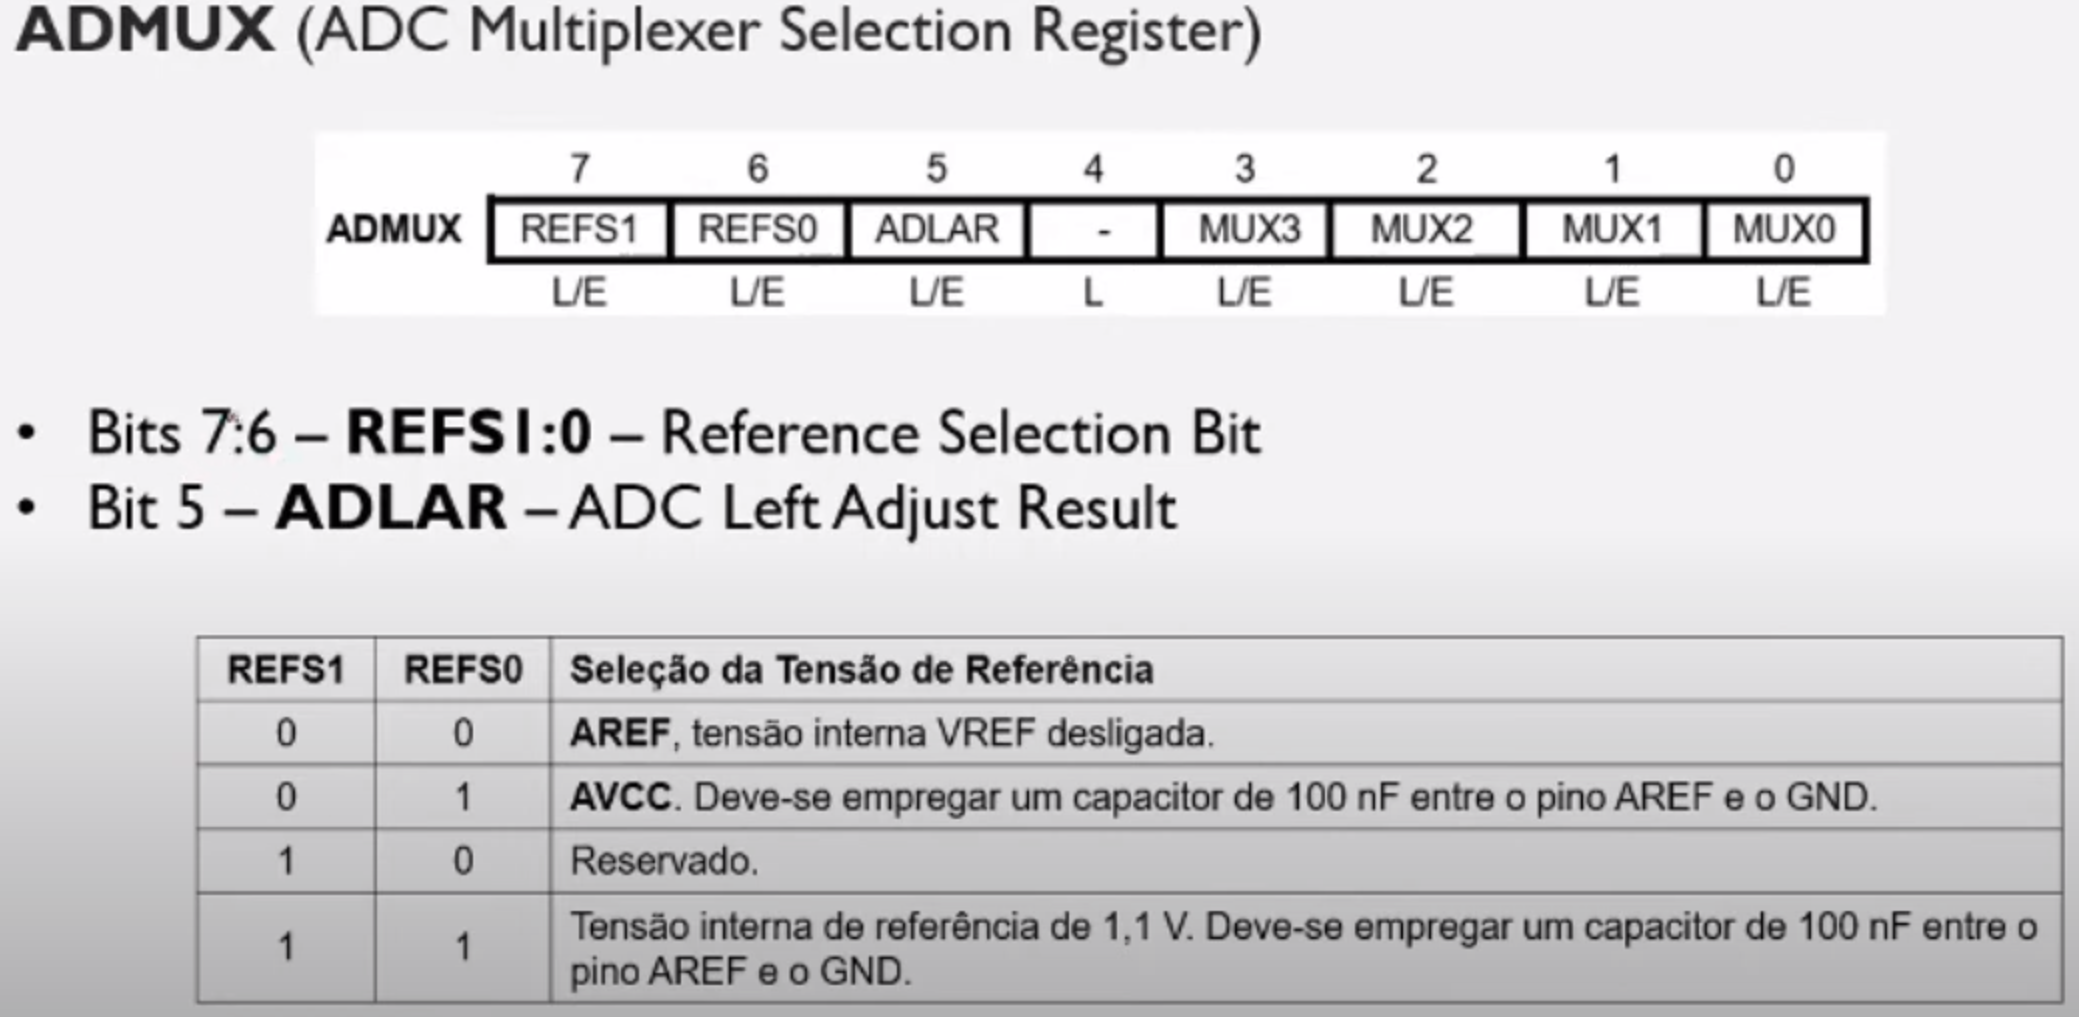 ADMUX (ADC Multiplexer Selection Register)
7 6 5 4 3 2 1 0
ADMUX REFS1 REFS0 ADLAR - MUX3 MUX2 MUX1 MUX0
L/E L/E L/E L L/E L/E L/E L/E
• Bits 7:6 – REFS1:0 – Reference Selection Bit
• Bit 5 – ADLAR – ADC Left Adjust Result
REFS1 REFS0 Seleção da Tensão de Referência
0 0 AREF, tensão interna VREF desligada.
0 1 AVCC. Deve-se empregar um capacitor de 100 nF entre o pino AREF e o GND.
1 0 Reservado.
1 1 Tensão interna de referência de 1,1 V. Deve-se empregar um capacitor de 100 nF entre o
pino AREF e o GND.